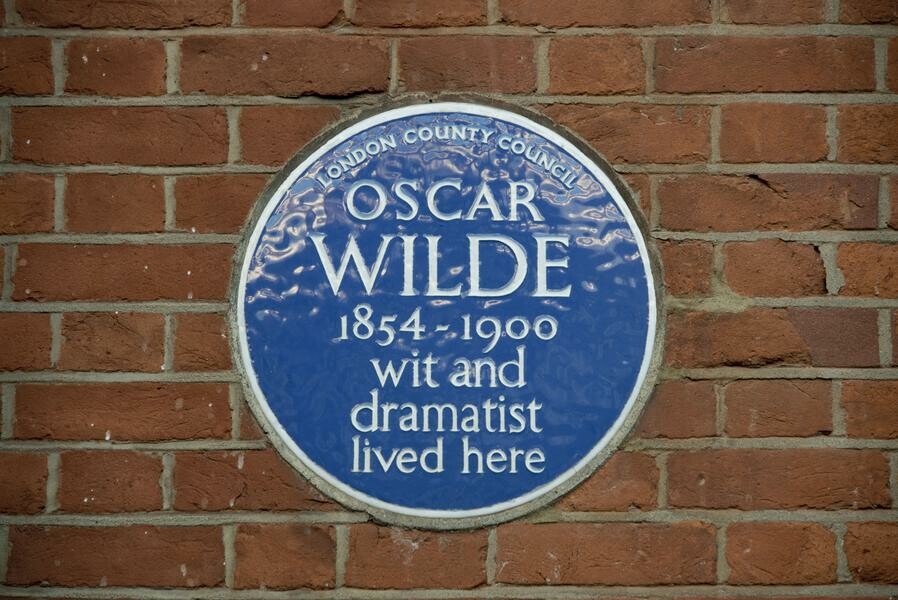 LONDON COUNTY COUNCIL
OSCAR
WILDE
1854-1900
wit and
dramatist
lived here